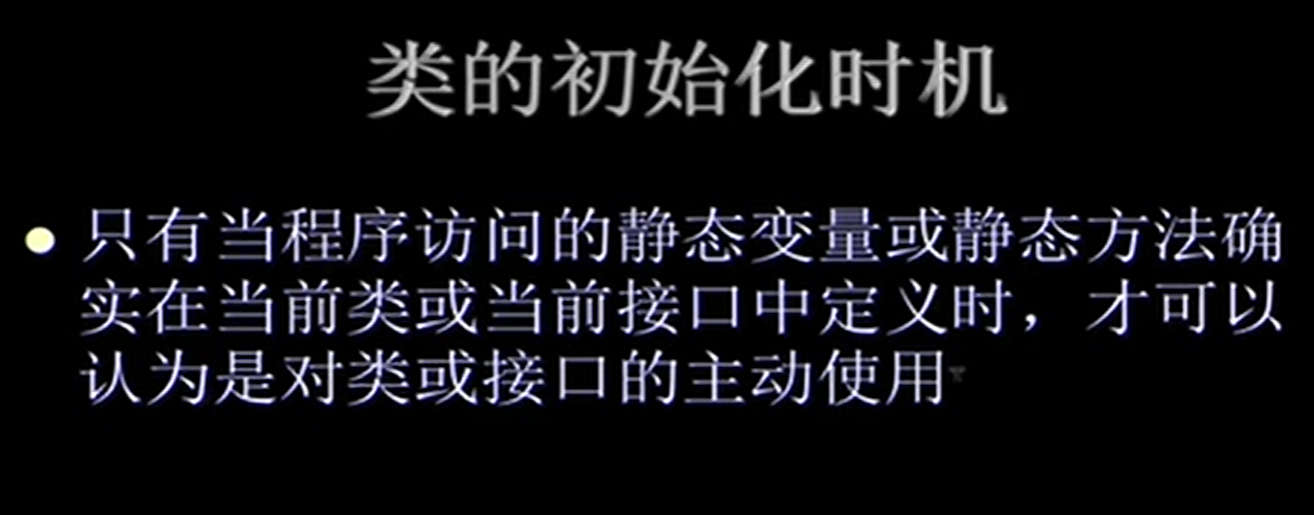 类的初始化时机
只有当程序访问的静态变量或静态方法确
实在当前类或当前接口中定义时，才可以
认为是对类或接口的主动使用